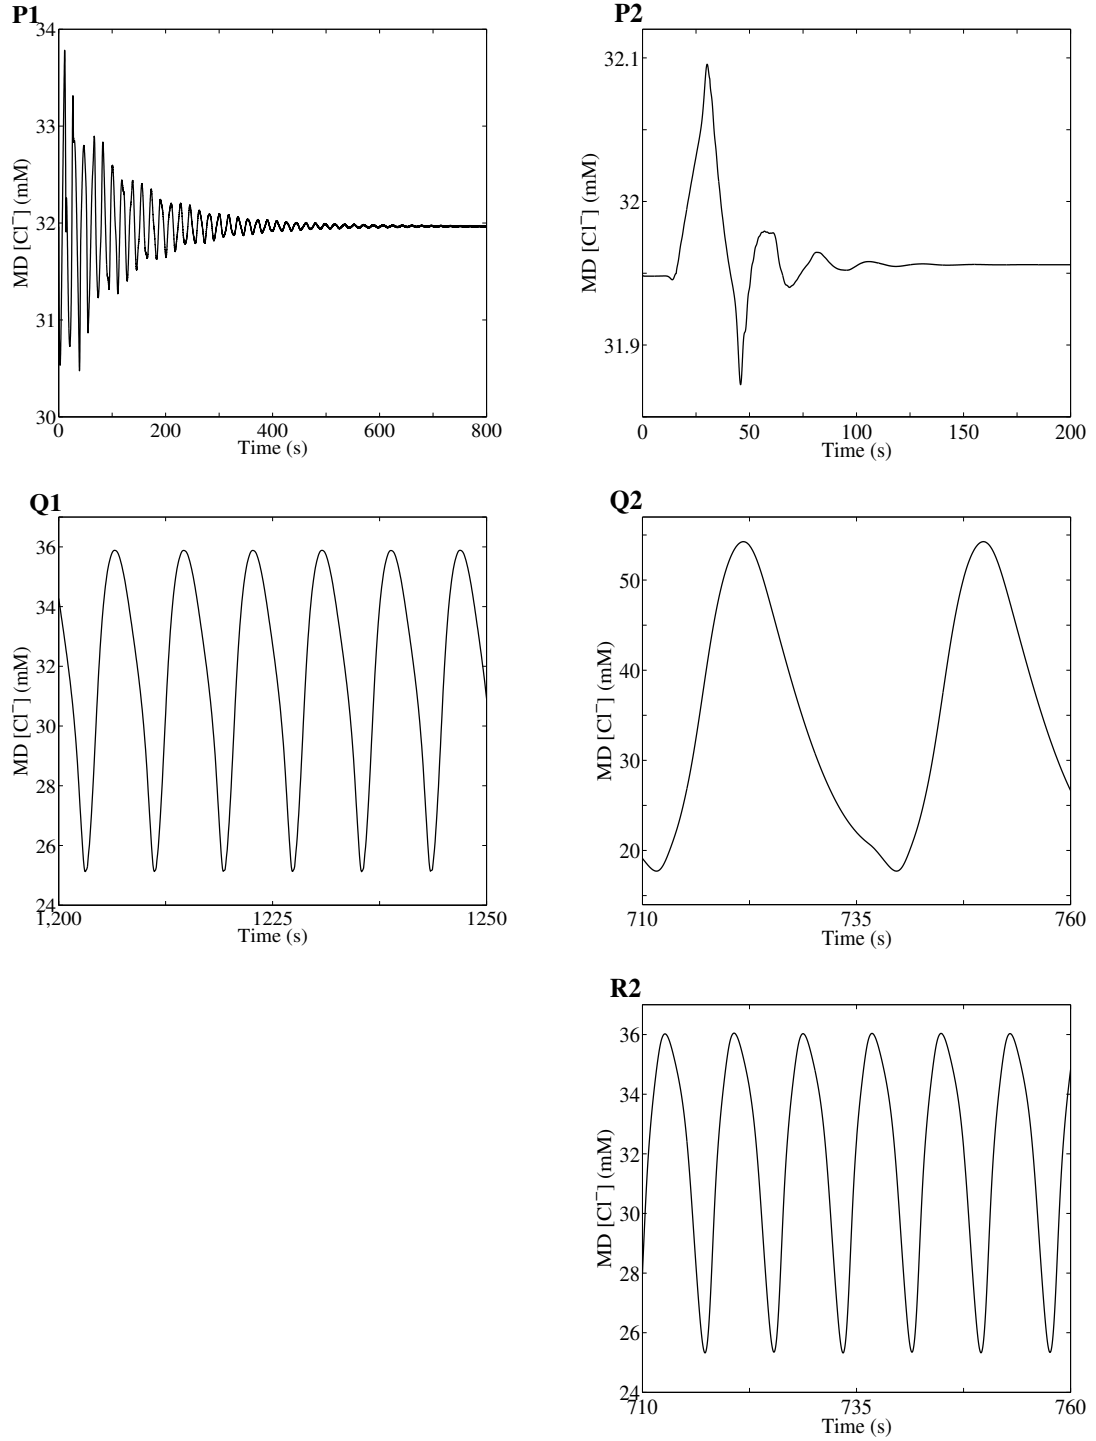 P1
34
33
32
31
30
MD [Cl⁻] (mM)
0 200 400 600 800
Time (s)
P2
32.1
32
31.9
MD [Cl⁻] (mM)
0 50 100 150 200
Time (s)
Q1
36
34
32
30
28
26
24
MD [Cl⁻] (mM)
1,200 1225 1250
Time (s)
Q2
50
40
30
20
MD [Cl⁻] (mM)
710 735 760
Time (s)
R2
36
34
32
30
28
26
24
MD [Cl⁻] (mM)
710 735 760
Time (s)